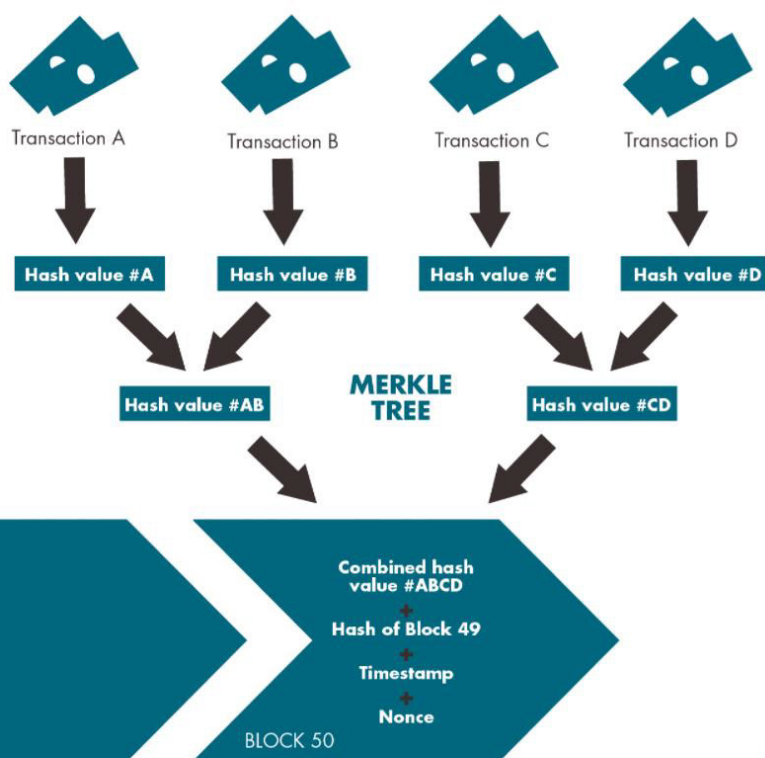 Transaction A
Transaction B
Transaction C
Transaction D
Hash value #A
Hash value #B
Hash value #C
Hash value #D
Hash value #AB
MERKLE
TREE
Hash value #CD
Combined hash
value #ABCD
+
Hash of Block 49
+
Timestamp
+
Nonce
BLOCK 50